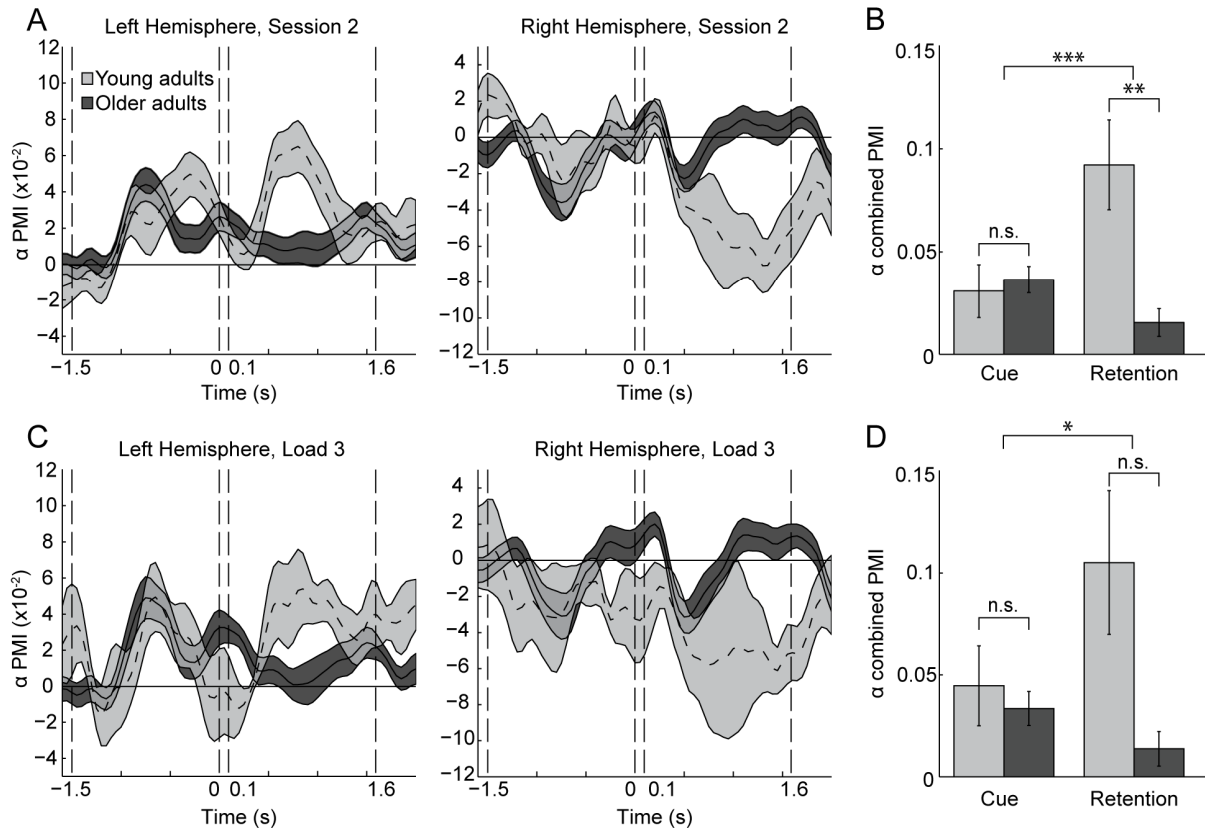 A
Left Hemisphere, Session 2
Right Hemisphere, Session 2
B
Young adults
Older adults
α PMI (x10⁻²)
12
10
8
6
4
2
0
−2
−4
−1.5
0
0.1
1.6
Time (s)
4
2
0
−2
−4
−6
−8
−10
−12
−1.5
0
0.1
1.6
Time (s)
α combined PMI
0.15
0.1
0.05
0
***
**
n.s.
Cue
Retention
C
Left Hemisphere, Load 3
Right Hemisphere, Load 3
D
α PMI (x10⁻²)
12
10
8
6
4
2
0
−2
−4
−1.5
0
0.1
1.6
Time (s)
4
2
0
−2
−4
−6
−8
−10
−12
−1.5
0
0.1
1.6
Time (s)
α combined PMI
0.15
0.1
0.05
0
*
n.s.
n.s.
Cue
Retention